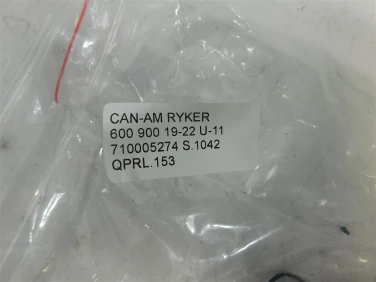 CAN-AM RYKER
600 900 19-22 U-11
710005274 S.1042
QPRL.153